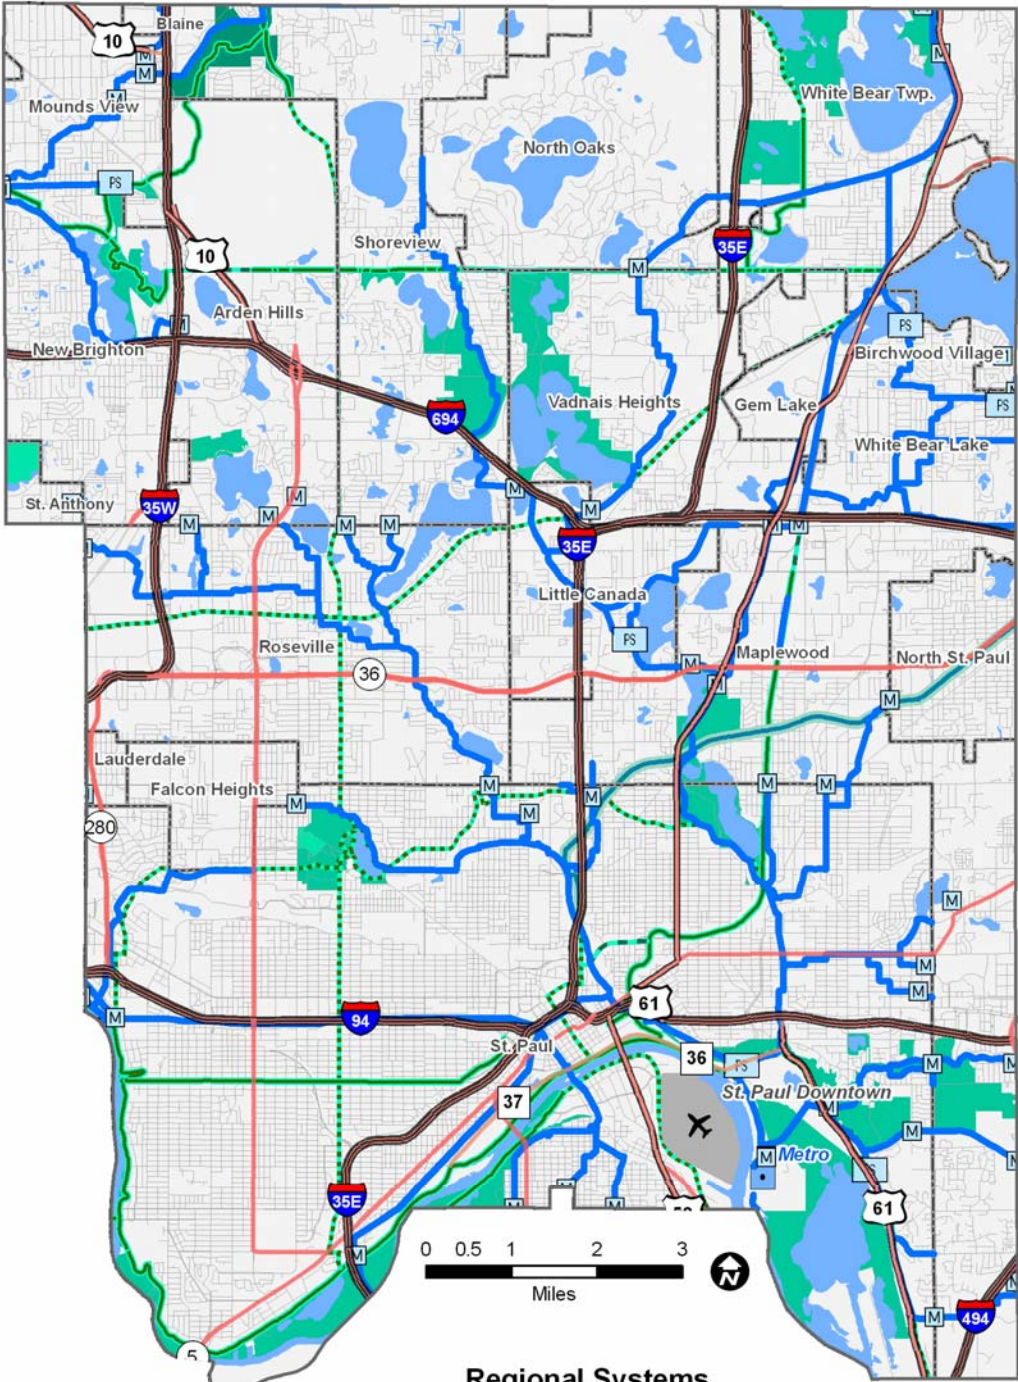 Blaine
10
M
M
M
White Bear Twp.
Mounds View
M
North Oaks
PS
Shoreview
35E
10
M
Arden Hills
M
PS
New Brighton
Birchwood Village
694
Vadnais Heights
Gem Lake
PS
White Bear Lake
St. Anthony
35W
M
M
M
M
M
M
M
M
M
M
35E
Little Canada
PS
Roseville
Maplewood
North St. Paul
36
M
M
M
Lauderdale
Falcon Heights
M
M
M
M
M
M
280
M
M
M
61
94
M
St. Paul
36
PS
M
M
37
St. Paul Downtown
M
M
M
Metro
M
PS
35E
M
M
61
M
0 0.5 1 2 3
Miles
N
M
494
5
Regional Systems